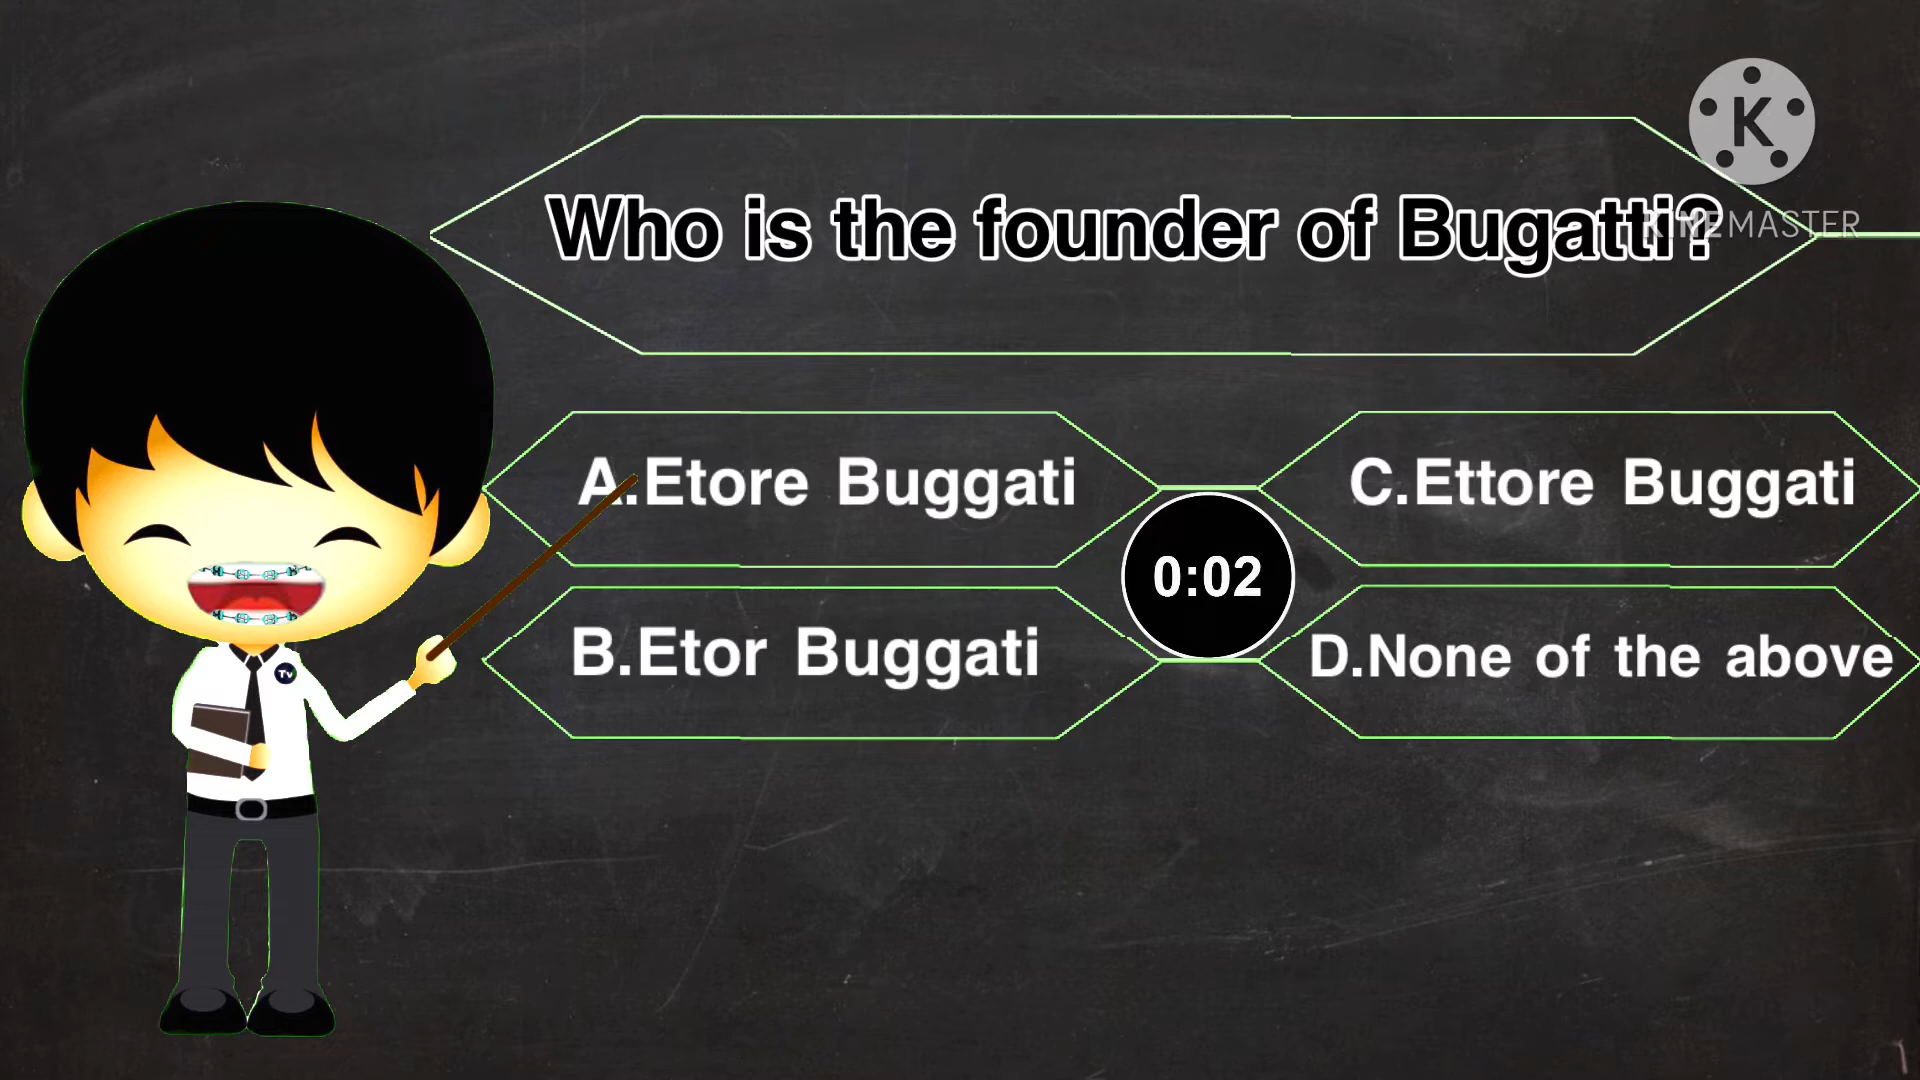 K
KINEMASTER
Who is the founder of Bugatti?
A.Etore Buggati
C.Ettore Buggati
0:02
B.Etor Buggati
D.None of the above
TV